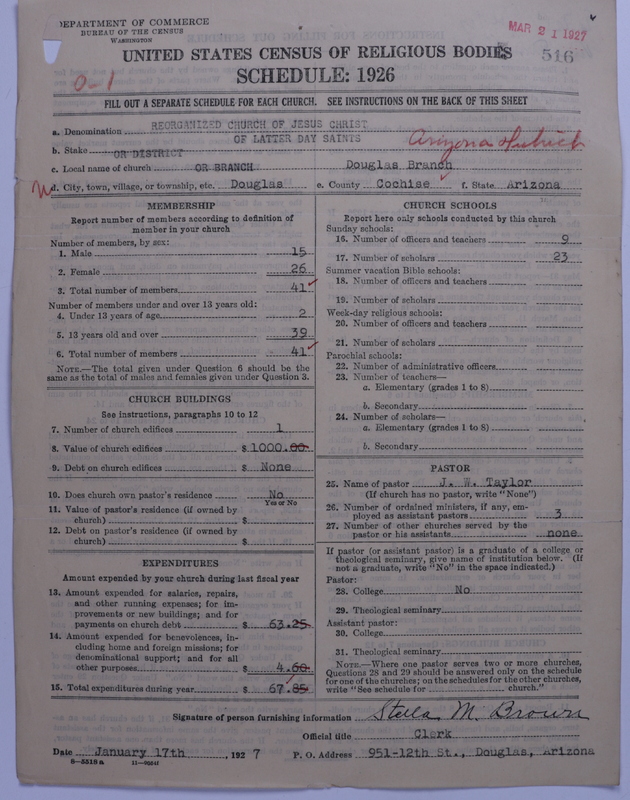 DEPARTMENT OF COMMERCE
BUREAU OF THE CENSUS
WASHINGTON
MAR 21 1927
516
UNITED STATES CENSUS OF RELIGIOUS BODIES
SCHEDULE: 1926
0-1
FILL OUT A SEPARATE SCHEDULE FOR EACH CHURCH. SEE INSTRUCTIONS ON THE BACK OF THIS SHEET
a. Denomination REORGANIZED CHURCH OF JESUS CHRIST
OF LATTER DAY SAINTS
b. Stake OR DISTRICT Arizona
c. Local name of church OR BRANCH Douglas Branch
d. City, town, village, or township, etc. Douglas e. County Cochise f. State Arizona
MEMBERSHIP
Report number of members according to definition of member in your church
Number of members, by sex:
1. Male 15
2. Female 26
3. Total number of members 41
Number of members under and over 13 years old:
4. Under 13 years of age 2
5. 13 years old and over 39
6. Total number of members 41
NOTE.—The total given under Question 6 should be
same as the total of males and females given under Question 3.
CHURCH BUILDINGS
See instructions, paragraphs 10 to 12
7. Number of church edifices 1
8. Value of church edifices $ 1000.00
9. Debt on church edifices $ None
10. Does church own pastor's residence No
Yes or No
11. Value of pastor's residence (if owned by
church) $
12. Debt on pastor's residence (if owned by
church) $
EXPENDITURES
Amount expended by your church during last fiscal year
13. Amount expended for salaries, repairs,
and other running expenses; for im-
provements or new buildings; and for
payments on church debt $ 63.25
14. Amount expended for benevolences, in-
cluding home and foreign missions; for
denominational support; and for all
other purposes $ 4.60
15. Total expenditures during year $ 67.85
CHURCH SCHOOLS
Report here only schools conducted by this church
Sunday schools:
16. Number of officers and teachers 9
17. Number of scholars 23
Summer vacation Bible schools:
18. Number of officers and teachers
19. Number of scholars
Week-day religious schools:
20. Number of officers and teachers
21. Number of scholars
Parochial schools:
22. Number of administrative officers
23. Number of teachers—
a. Elementary (grades 1 to 8)
b. Secondary
24. Number of scholars—
a. Elementary (grades 1 to 8)
b. Secondary
PASTOR
25. Name of pastor J. W. Taylor
(If church has no pastor, write "None")
26. Number of ordained ministers, if any, em-
ployed as assistant pastors 3
27. Number of other churches served by the
pastor or his assistants none
If pastor (or assistant pastor) is a graduate of a college or
theological seminary, give name of institution below. (If
not a graduate, write "No" in the space indicated.)
Pastor:
28. College No
29. Theological seminary
Assistant pastor:
30. College
31. Theological seminary
NOTE.—Where one pastor serves two or more churches,
Questions 28 and 29 should be answered only on the schedule
for one of the churches; on the schedules for the other churches,
write "See schedule for church."
Signature of person furnishing information Stella M. Brown
Official title Clerk
Date January 17th, 1927 P. O. Address 951-12th St., Douglas, Arizona